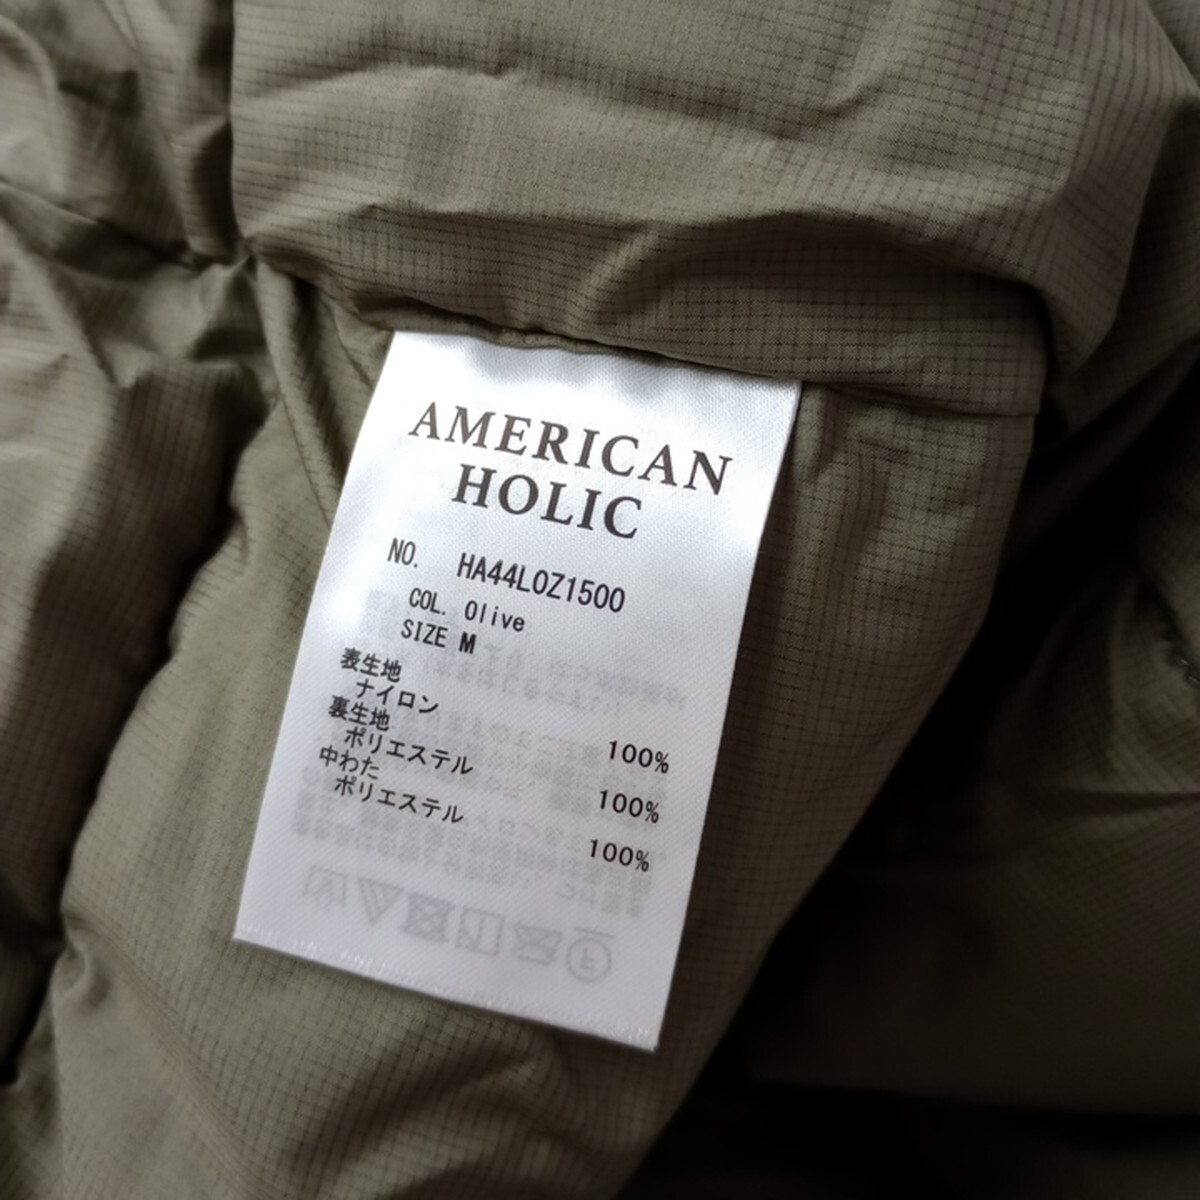 AMERICAN
HOLIC
NO. HA44L0Z1500
COL. Olive
SIZE M
表生地
ナイロン 100%
裏生地
ポリエステル 100%
中わた
ポリエステル 100%